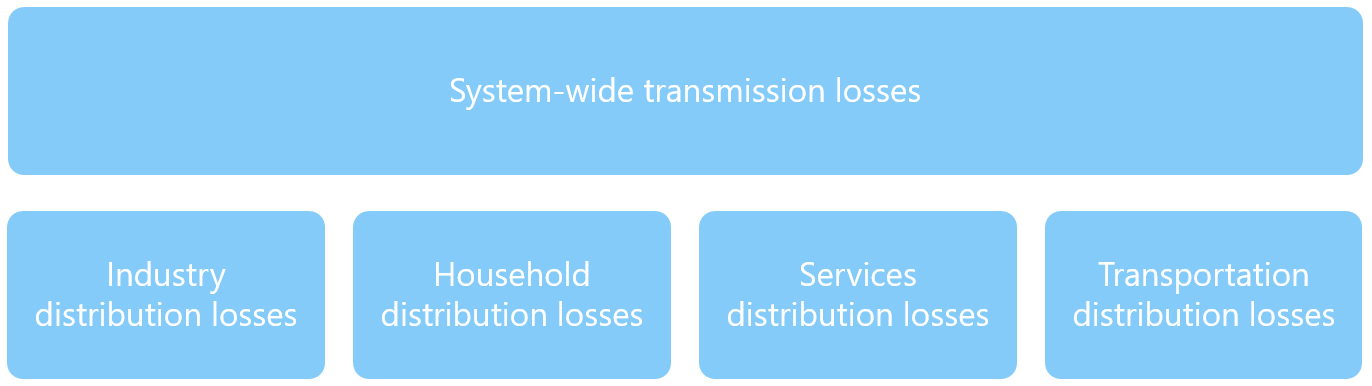 System-wide transmission losses
Industry
distribution losses
Household
distribution losses
Services
distribution losses
Transportation
distribution losses